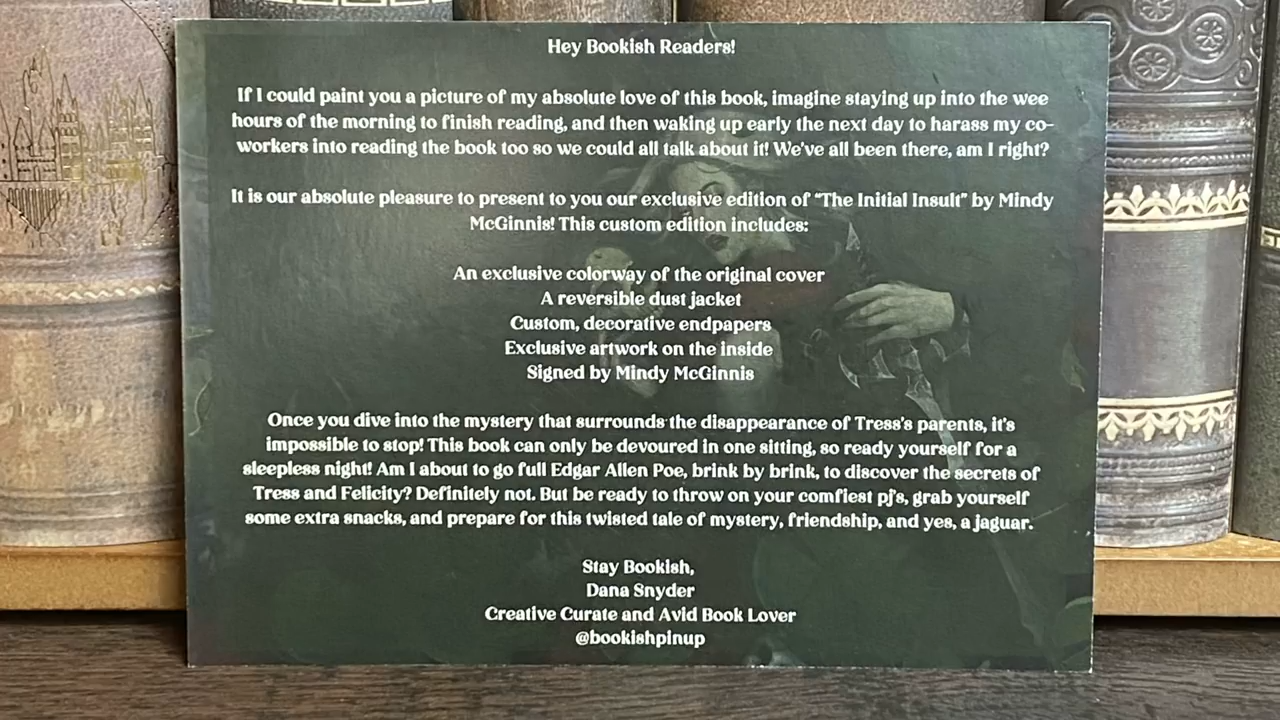 Hey Bookish Readers!
If I could paint you a picture of my absolute love of this book, imagine staying up into the wee
hours of the morning to finish reading, and then waking up early the next day to harass my co-
workers into reading the book too so we could all talk about it! We've all been there, am I right?
It is our absolute pleasure to present to you our exclusive edition of "The Initial Insult" by Mindy
McGinnis! This custom edition includes:
An exclusive colorway of the original cover
A reversible dust jacket
Custom, decorative endpapers
Exclusive artwork on the inside
Signed by Mindy McGinnis
Once you dive into the mystery that surrounds the disappearance of Tress's parents, it's
impossible to stop! This book can only be devoured in one sitting, so ready yourself for a
sleepless night! Am I about to go full Edgar Allen Poe, brink by brink, to discover the secrets of
Tress and Felicity? Definitely not. But be ready to throw on your comfiest pj's, grab yourself
some extra snacks, and prepare for this twisted tale of mystery, friendship, and yes, a jaguar.
Stay Bookish,
Dana Snyder
Creative Curate and Avid Book Lover
@bookishpinup